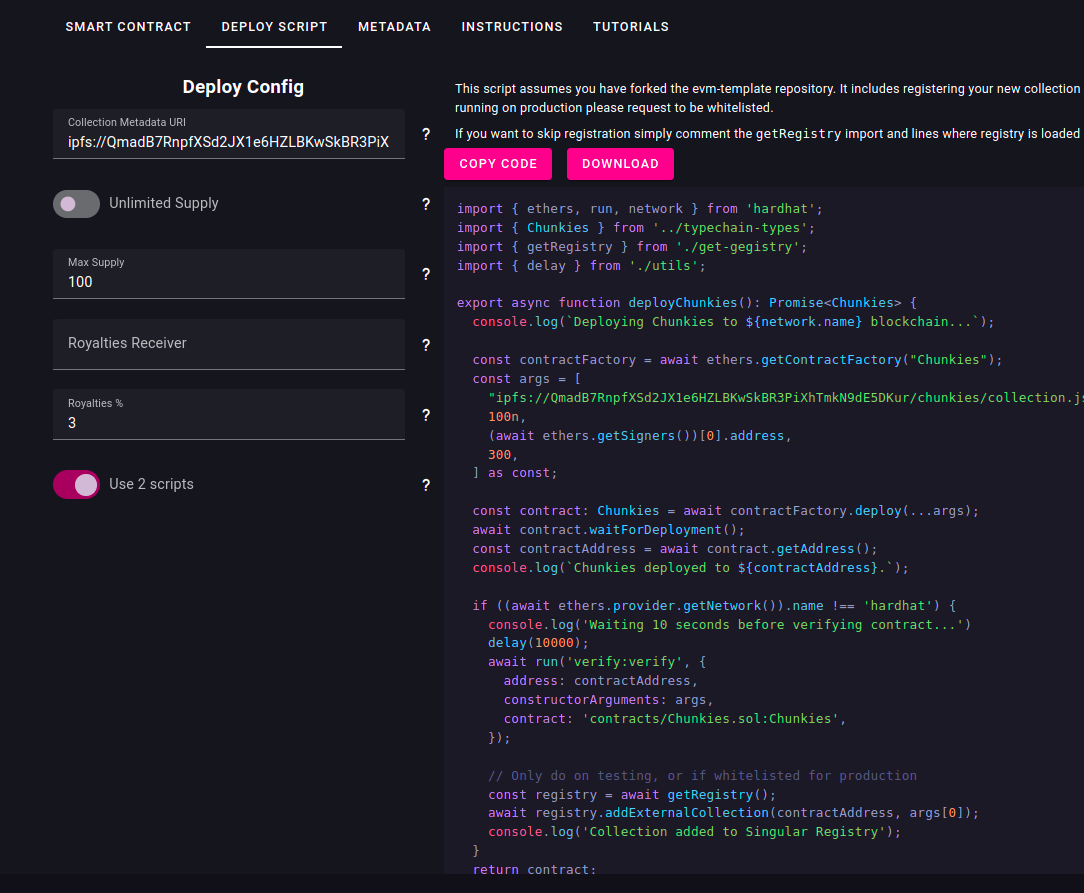 SMART CONTRACT
DEPLOY SCRIPT
METADATA
INSTRUCTIONS
TUTORIALS
Deploy Config
Collection Metadata URI
ipfs://QmadB7RnpfXSd2JX1e6HZLBKwSkBR3PiX
?
Unlimited Supply
?
Max Supply
100
?
Royalties Receiver
?
Royalties %
3
?
Use 2 scripts
?
This script assumes you have forked the evm-template repository. It includes registering your new collection
running on production please request to be whitelisted.
If you want to skip registration simply comment the getRegistry import and lines where registry is loaded
COPY CODE
DOWNLOAD
import { ethers, run, network } from 'hardhat';
import { Chunkies } from '../typechain-types';
import { getRegistry } from './get-gegistry';
import { delay } from './utils';
export async function deployChunkies(): Promise<Chunkies> {
console.log(`Deploying Chunkies to ${network.name} blockchain...`);
const contractFactory = await ethers.getContractFactory("Chunkies");
const args = [
"ipfs://QmadB7RnpfXSd2JX1e6HZLBKwSkBR3PiXhTmkN9dE5DKur/chunkies/collection.js
100n,
(await ethers.getSigners())[0].address,
300,
] as const;
const contract: Chunkies = await contractFactory.deploy(...args);
await contract.waitForDeployment();
const contractAddress = await contract.getAddress();
console.log(`Chunkies deployed to ${contractAddress}.`);
if ((await ethers.provider.getNetwork()).name !== 'hardhat') {
console.log('Waiting 10 seconds before verifying contract...')
delay(10000);
await run('verify:verify', {
address: contractAddress,
constructorArguments: args,
contract: 'contracts/Chunkies.sol:Chunkies',
});
// Only do on testing, or if whitelisted for production
const registry = await getRegistry();
await registry.addExternalCollection(contractAddress, args[0]);
console.log('Collection added to Singular Registry');
}
return contract;